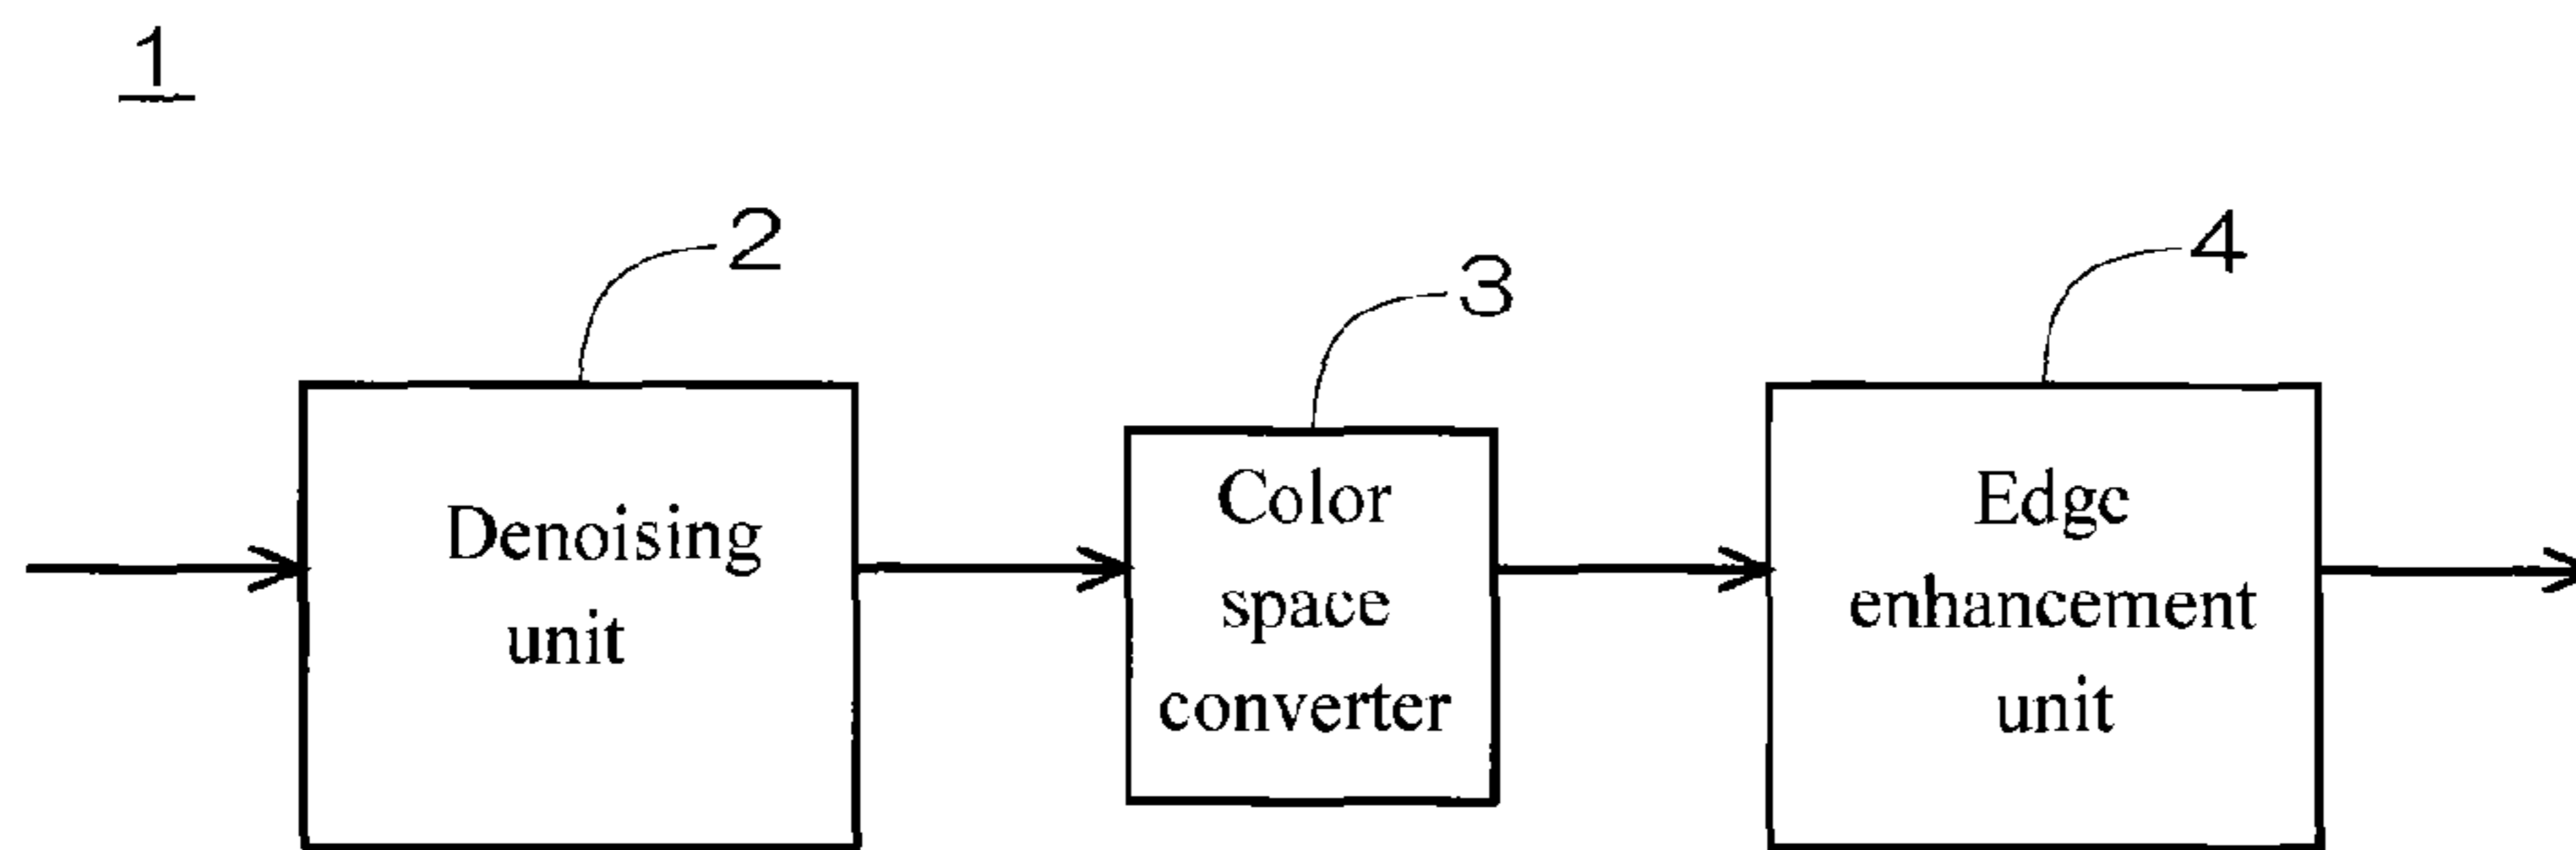 1
2
3
4
Denoising
unit
Color
space
converter
Edge
enhancement
unit